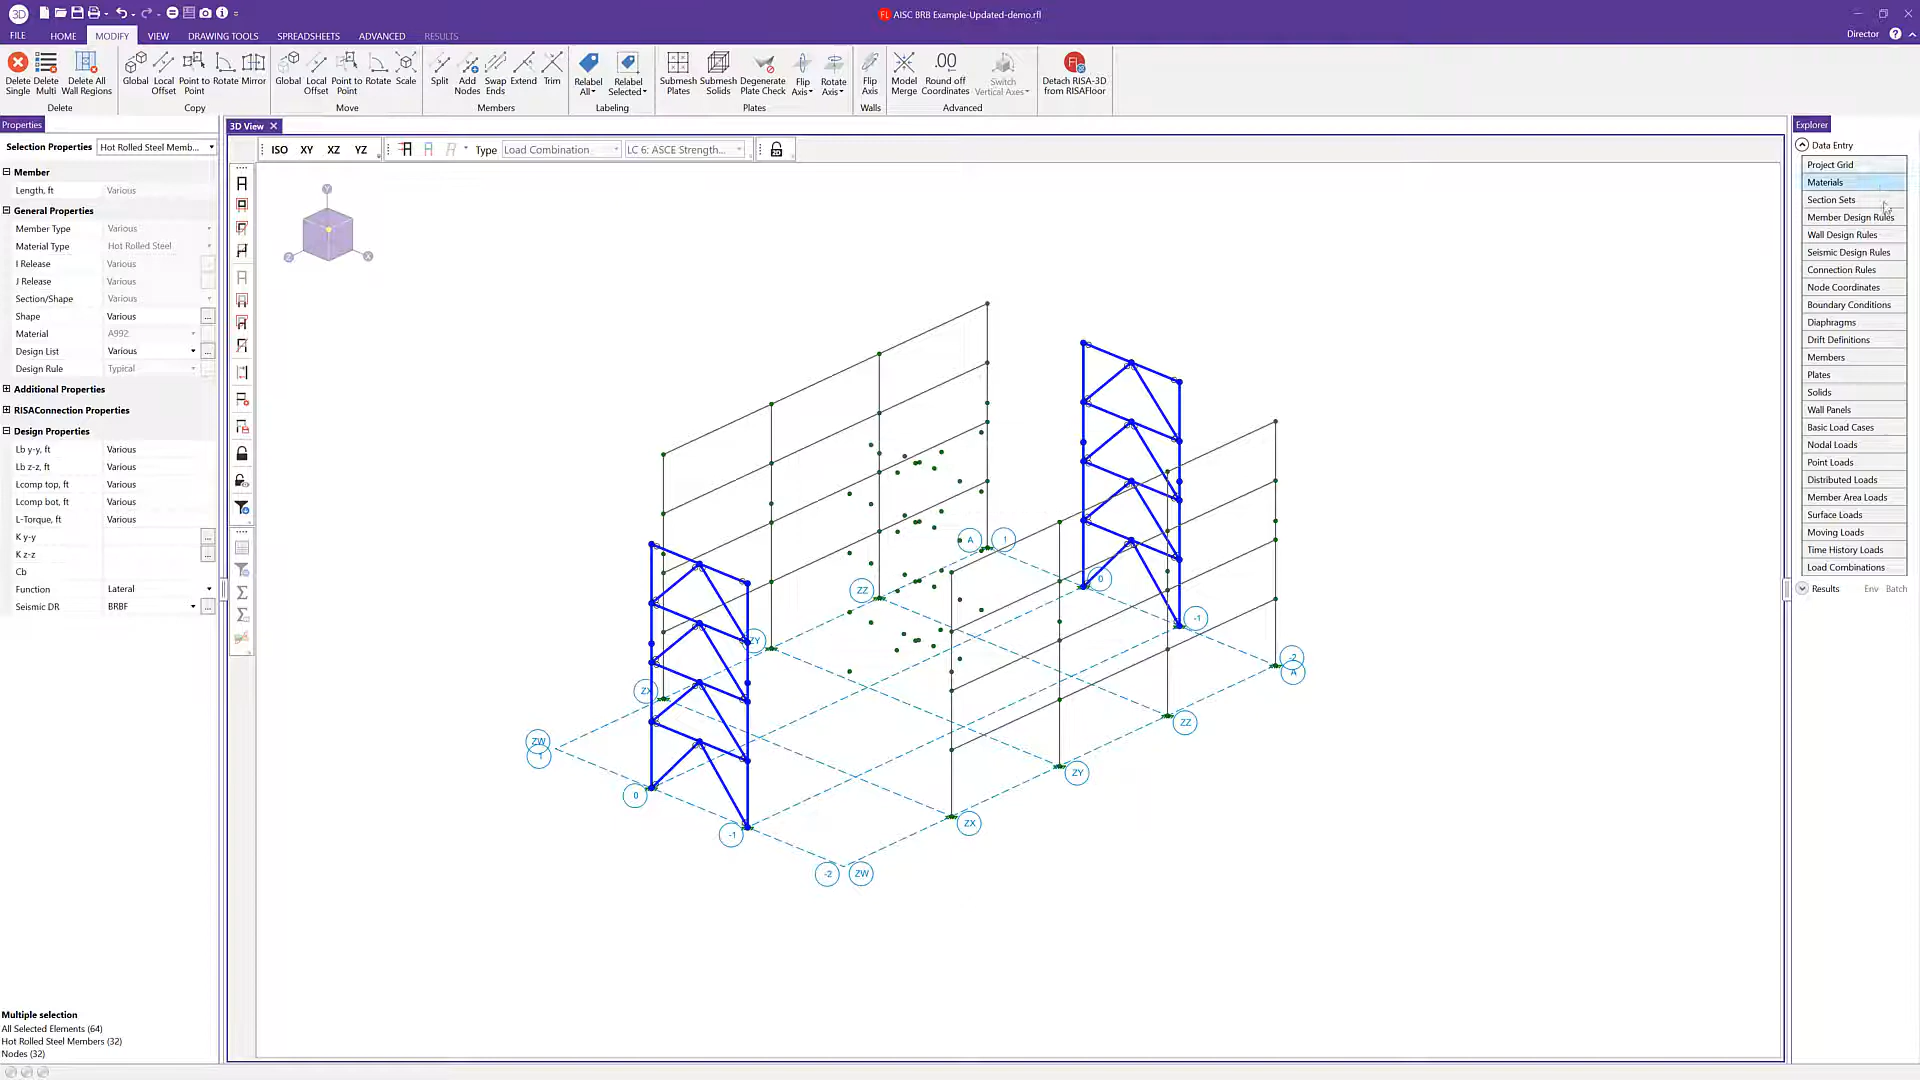 3D
AISC BRB Example-Updated-demo.rfl
FILE HOME MODIFY VIEW DRAWING TOOLS SPREADSHEETS ADVANCED RESULTS
Director
Delete Single
Delete Multi
Delete All Wall Regions
Delete
Global
Local Offset
Point to Point
Rotate
Mirror
Copy
Global
Local Offset
Point to Point
Rotate
Scale
Move
Split
Add Nodes
Swap Ends
Extend
Trim
Members
Relabel All
Relabel Selected
Labeling
Submesh Plates
Submesh Solids
Degenerate Plate Check
Flip Axis
Rotate Axis
Plates
Flip Axis
Walls
Model Merge
.00
Round off Coordinates
Switch Vertical Axes
Advanced
Detach RISA-3D from RISAFloor
Properties
Selection Properties Hot Rolled Steel Memb...
Member
Length, ft Various
General Properties
Member Type Various
Material Type Hot Rolled Steel
I Release Various
J Release Various
Section/Shape Various
Shape Various ...
Material A992
Design List Various ...
Design Rule Typical
Additional Properties
RISAConnection Properties
Design Properties
Lb y-y, ft Various
Lb z-z, ft Various
Lcomp top, ft Various
Lcomp bot, ft Various
L-Torque, ft Various
K y-y ...
K z-z ...
Cb
Function Lateral
Seismic DR BRBF ...
Multiple selection
All Selected Elements (64)
Hot Rolled Steel Members (32)
Nodes (32)
3D View
ISO XY XZ YZ Type Load Combination LC 6: ASCE Strength...
Y
Z
X
A
1
0
ZZ
-1
ZY
-2
A
ZX
ZZ
ZW
1
ZY
0
ZX
-1
-2
ZW
Explorer
Data Entry
Project Grid
Materials
Section Sets
Member Design Rules
Wall Design Rules
Seismic Design Rules
Connection Rules
Node Coordinates
Boundary Conditions
Diaphragms
Drift Definitions
Members
Plates
Solids
Wall Panels
Basic Load Cases
Nodal Loads
Point Loads
Distributed Loads
Member Area Loads
Surface Loads
Moving Loads
Time History Loads
Load Combinations
Results Env Batch